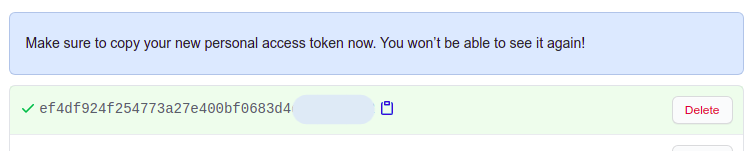 Make sure to copy your new personal access token now. You won’t be able to see it again!
ef4df924f254773a27e400bf0683d4
Delete